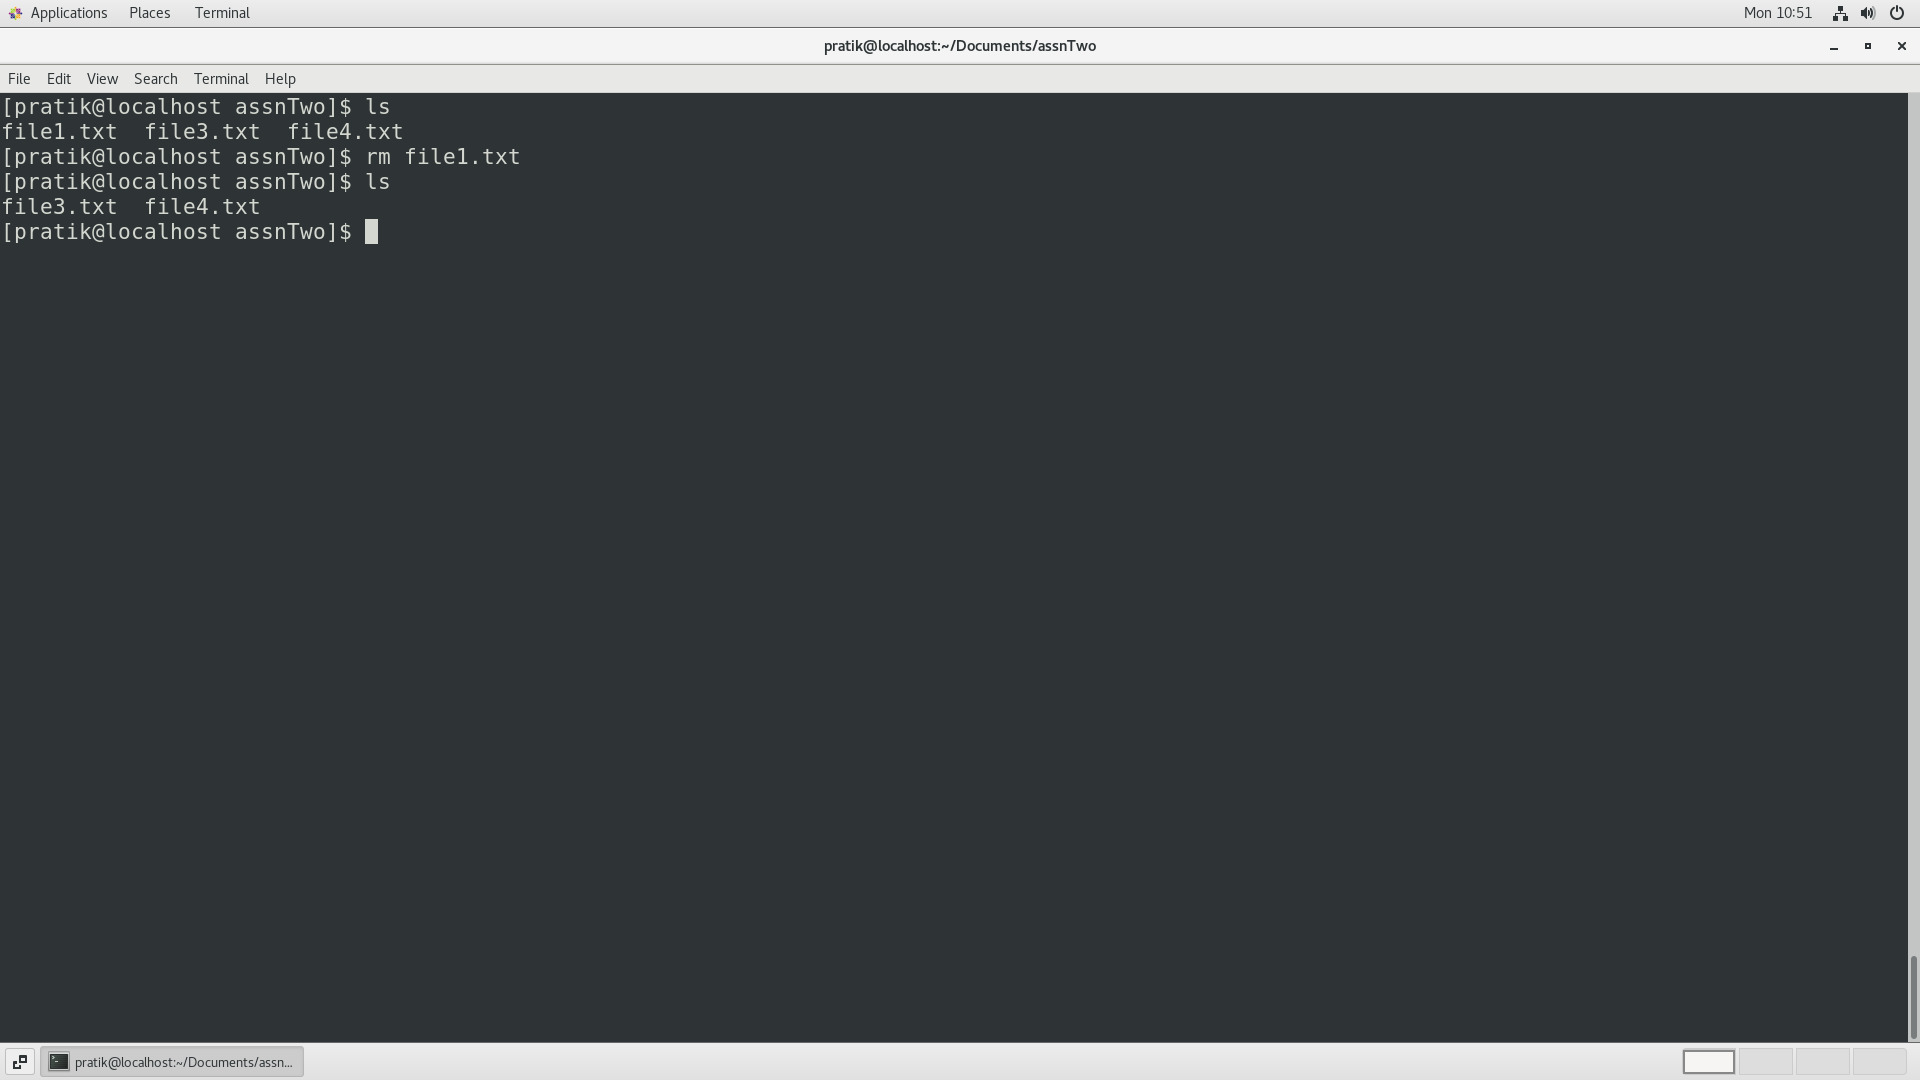 Applications Places Terminal Mon 10:51
pratik@localhost:~/Documents/assnTwo
File Edit View Search Terminal Help
[pratik@localhost assnTwo]$ ls
file1.txt  file3.txt  file4.txt
[pratik@localhost assnTwo]$ rm file1.txt
[pratik@localhost assnTwo]$ ls
file3.txt  file4.txt
[pratik@localhost assnTwo]$
pratik@localhost:~/Documents/assn...